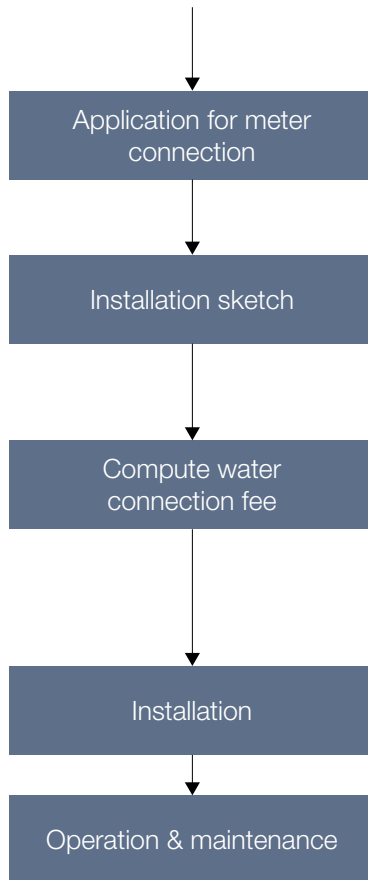 Application for meter
connection
Installation sketch
Compute water
connection fee
Installation
Operation & maintenance